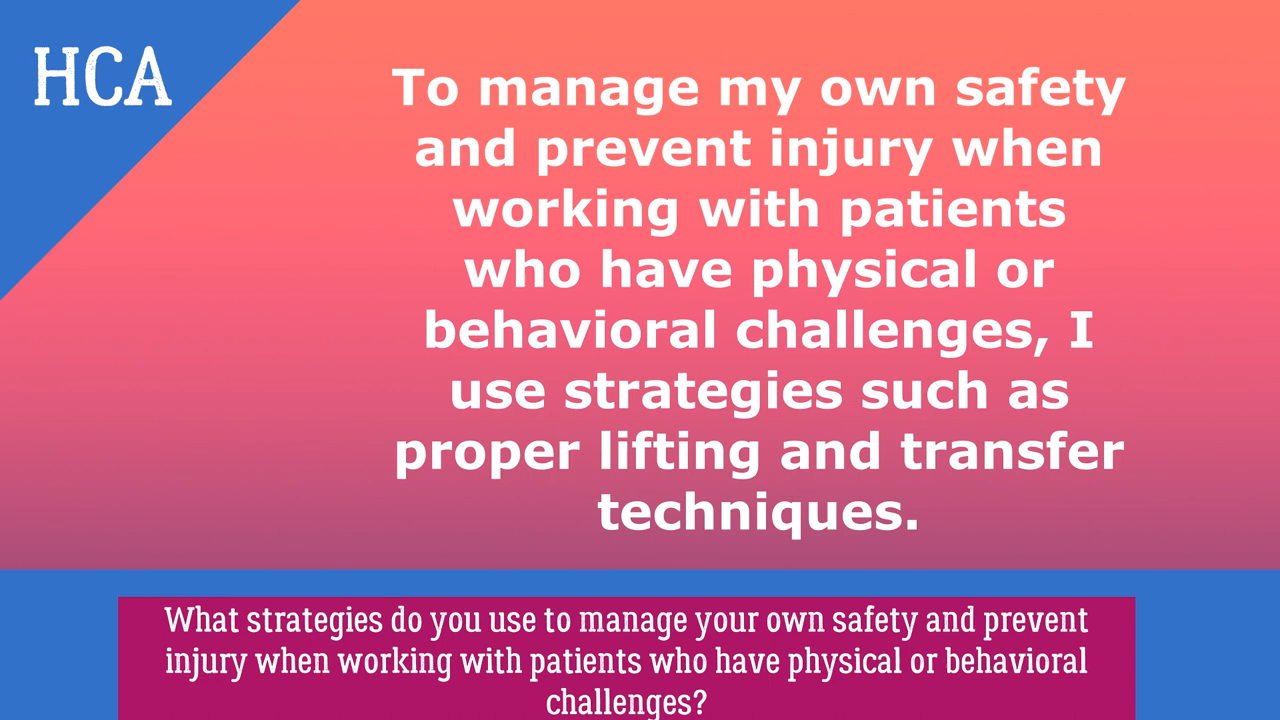 HCA
To manage my own safety
and prevent injury when
working with patients
who have physical or
behavioral challenges, I
use strategies such as
proper lifting and transfer
techniques.
What strategies do you use to manage your own safety and prevent
injury when working with patients who have physical or behavioral
challenges?